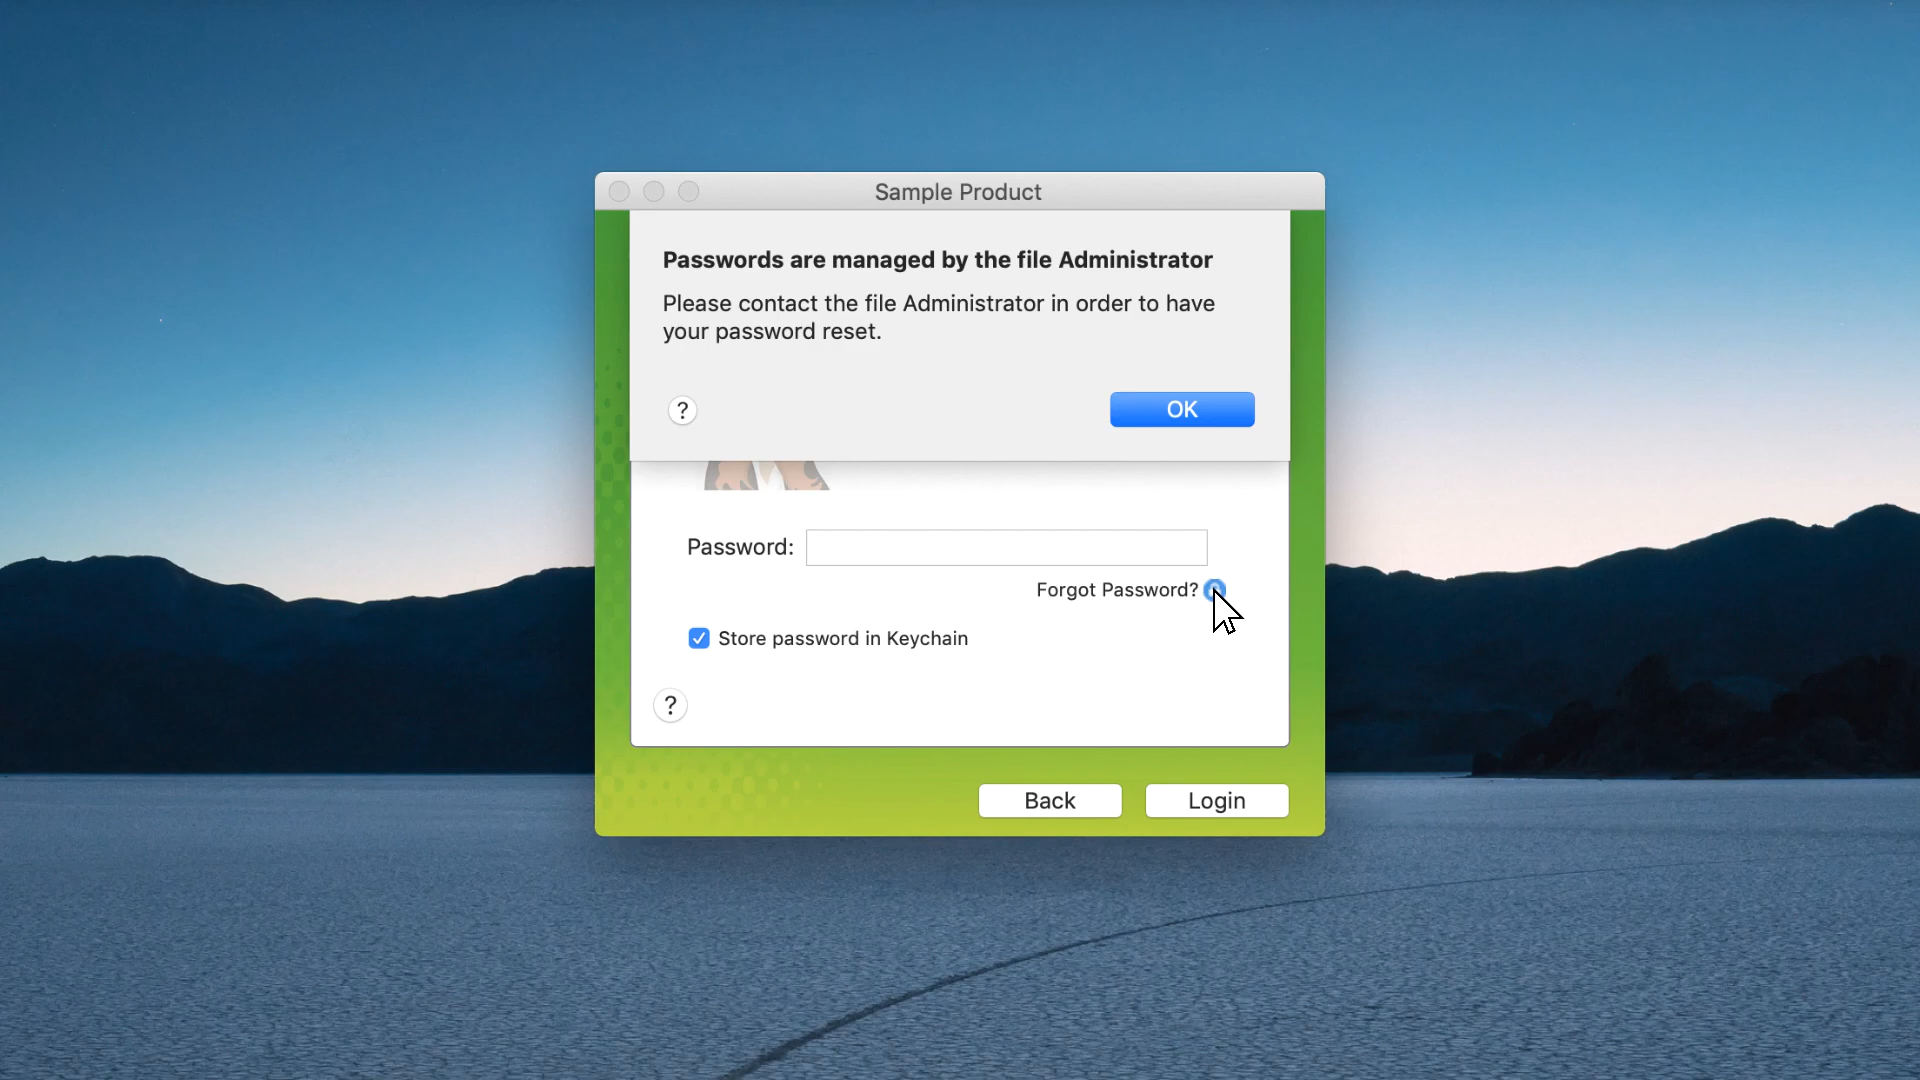 Sample Product
Passwords are managed by the file Administrator
Please contact the file Administrator in order to have
your password reset.
?
OK
Password:
Forgot Password?
Store password in Keychain
?
Back
Login